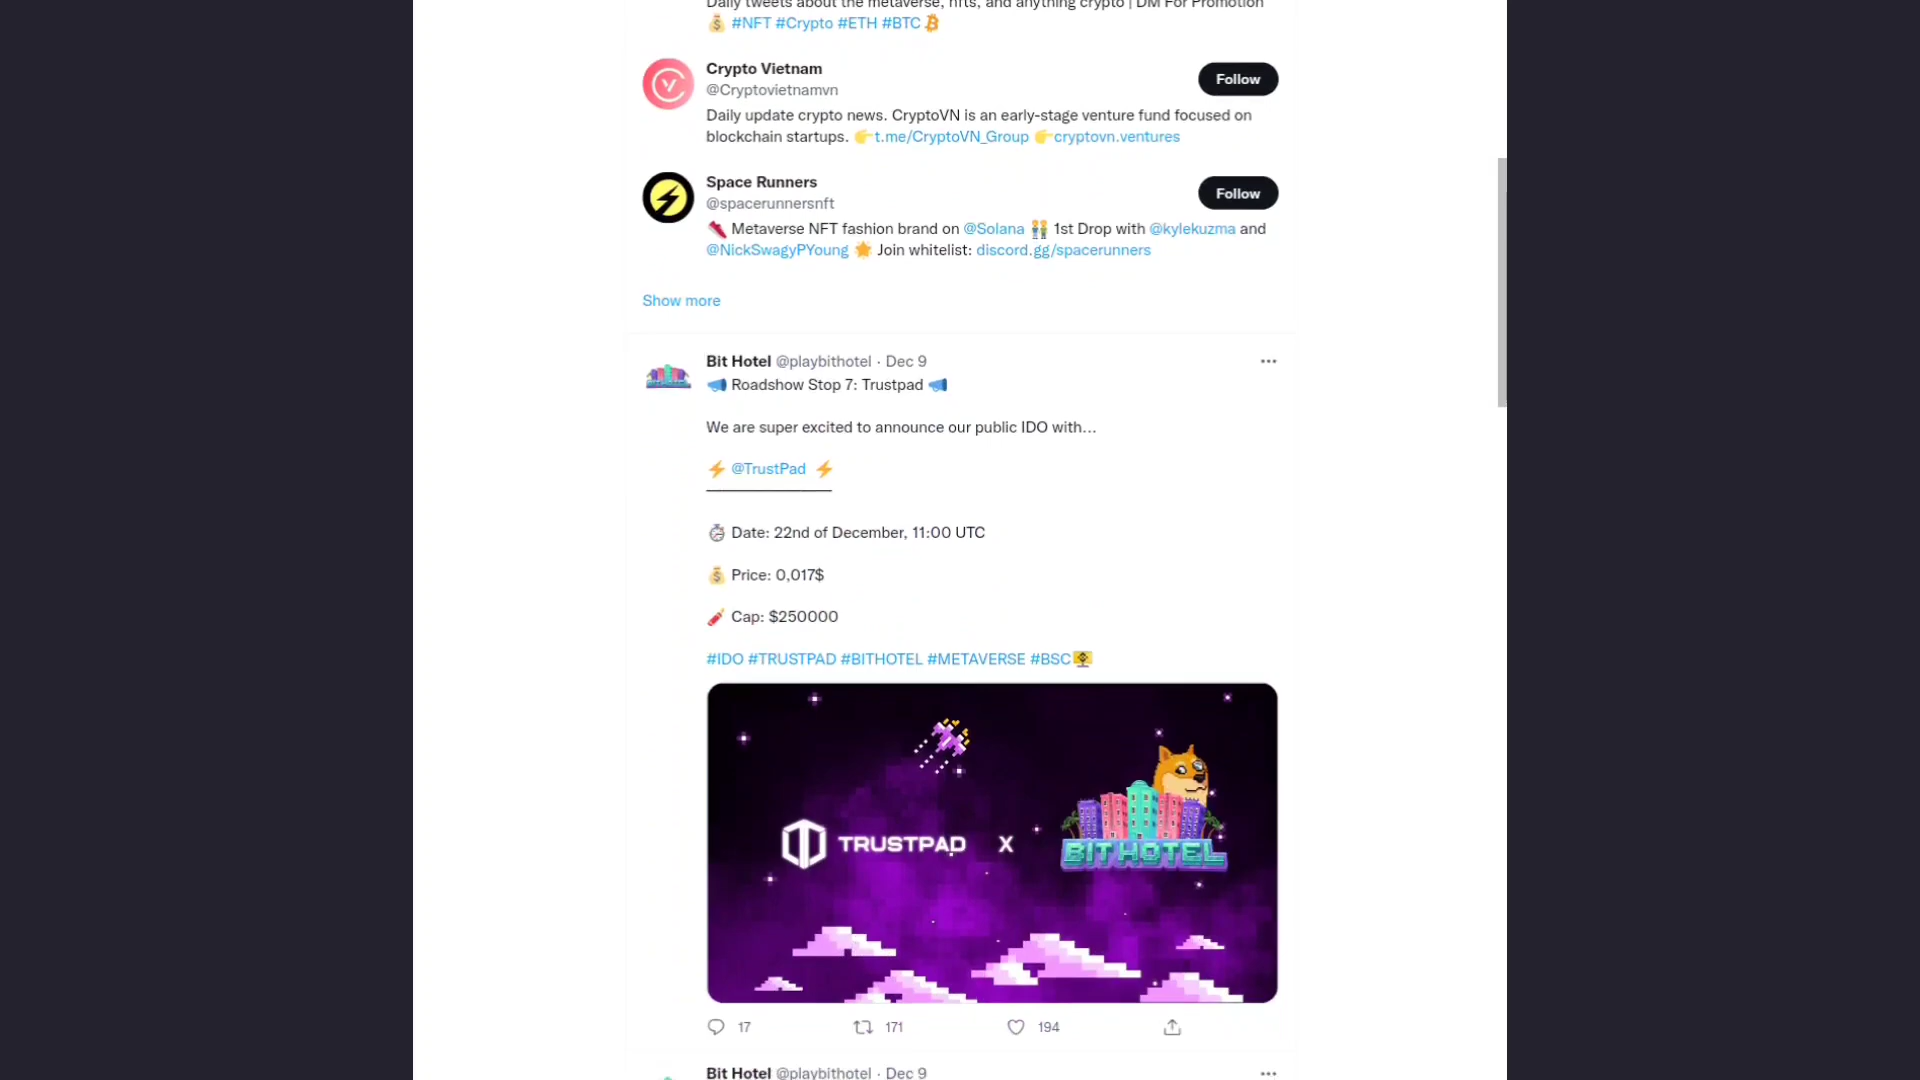 Daily tweets about the metaverse, nfts, and anything crypto | DM For Promotion
💰 #NFT #Crypto #ETH #BTC
Crypto Vietnam
@Cryptovietnamvn
Follow
Daily update crypto news. CryptoVN is an early-stage venture fund focused on
blockchain startups. 👉t.me/CryptoVN_Group 👉cryptovn.ventures
Space Runners
@spacerunnersnft
Follow
👠 Metaverse NFT fashion brand on @Solana 👬 1st Drop with @kylekuzma and
@NickSwagyPYoung 🌟 Join whitelist: discord.gg/spacerunners
Show more
Bit Hotel @playbithotel · Dec 9
📣 Roadshow Stop 7: Trustpad 📣
We are super excited to announce our public IDO with...
⚡ @TrustPad ⚡
⏱ Date: 22nd of December, 11:00 UTC
💰 Price: 0,017$
🧨 Cap: $250000
#IDO #TRUSTPAD #BITHOTEL #METAVERSE #BSC
TRUSTPAD X BIT HOTEL
17 171 194
Bit Hotel @playbithotel · Dec 9